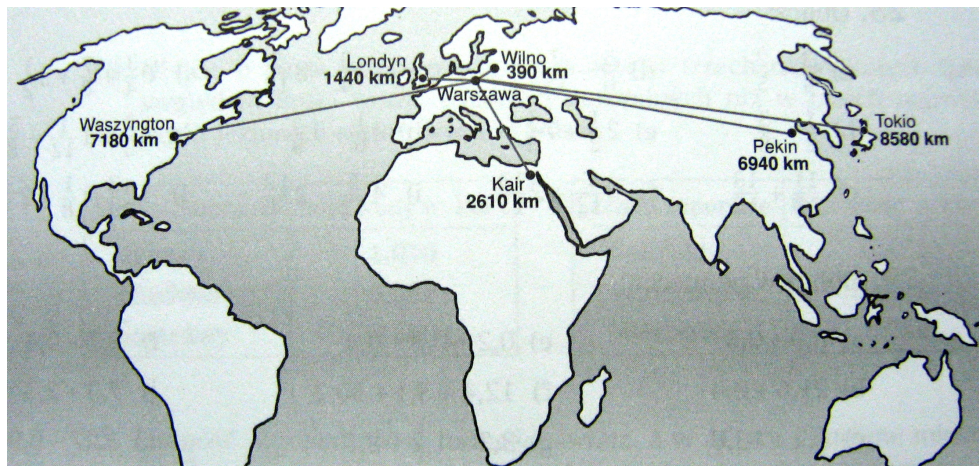 Londyn
1440 km
Wilno
390 km
Warszawa
Waszyngton
7180 km
Tokio
8580 km
Pekin
6940 km
Kair
2610 km